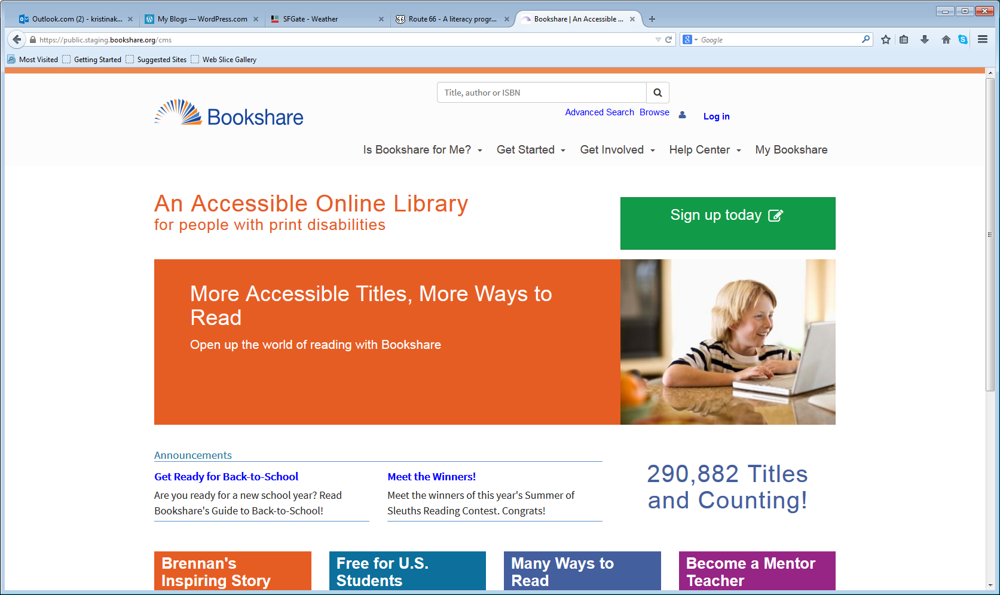 Outlook.com (2) - kristinak...
My Blogs — WordPress.com
SFGate - Weather
Route 66 - A literacy progr...
Bookshare | An Accessible ...
https://public.staging.bookshare.org/cms
Google
Most Visited
Getting Started
Suggested Sites
Web Slice Gallery
Title, author or ISBN
Bookshare
Advanced Search Browse
Log in
Is Bookshare for Me? Get Started Get Involved Help Center My Bookshare
An Accessible Online Library
for people with print disabilities
Sign up today
More Accessible Titles, More Ways to
Read
Open up the world of reading with Bookshare
Announcements
Get Ready for Back-to-School
Are you ready for a new school year? Read
Bookshare's Guide to Back-to-School!
Meet the Winners!
Meet the winners of this year's Summer of
Sleuths Reading Contest. Congrats!
290,882 Titles
and Counting!
Brennan's
Inspiring Story
Free for U.S.
Students
Many Ways to
Read
Become a Mentor
Teacher